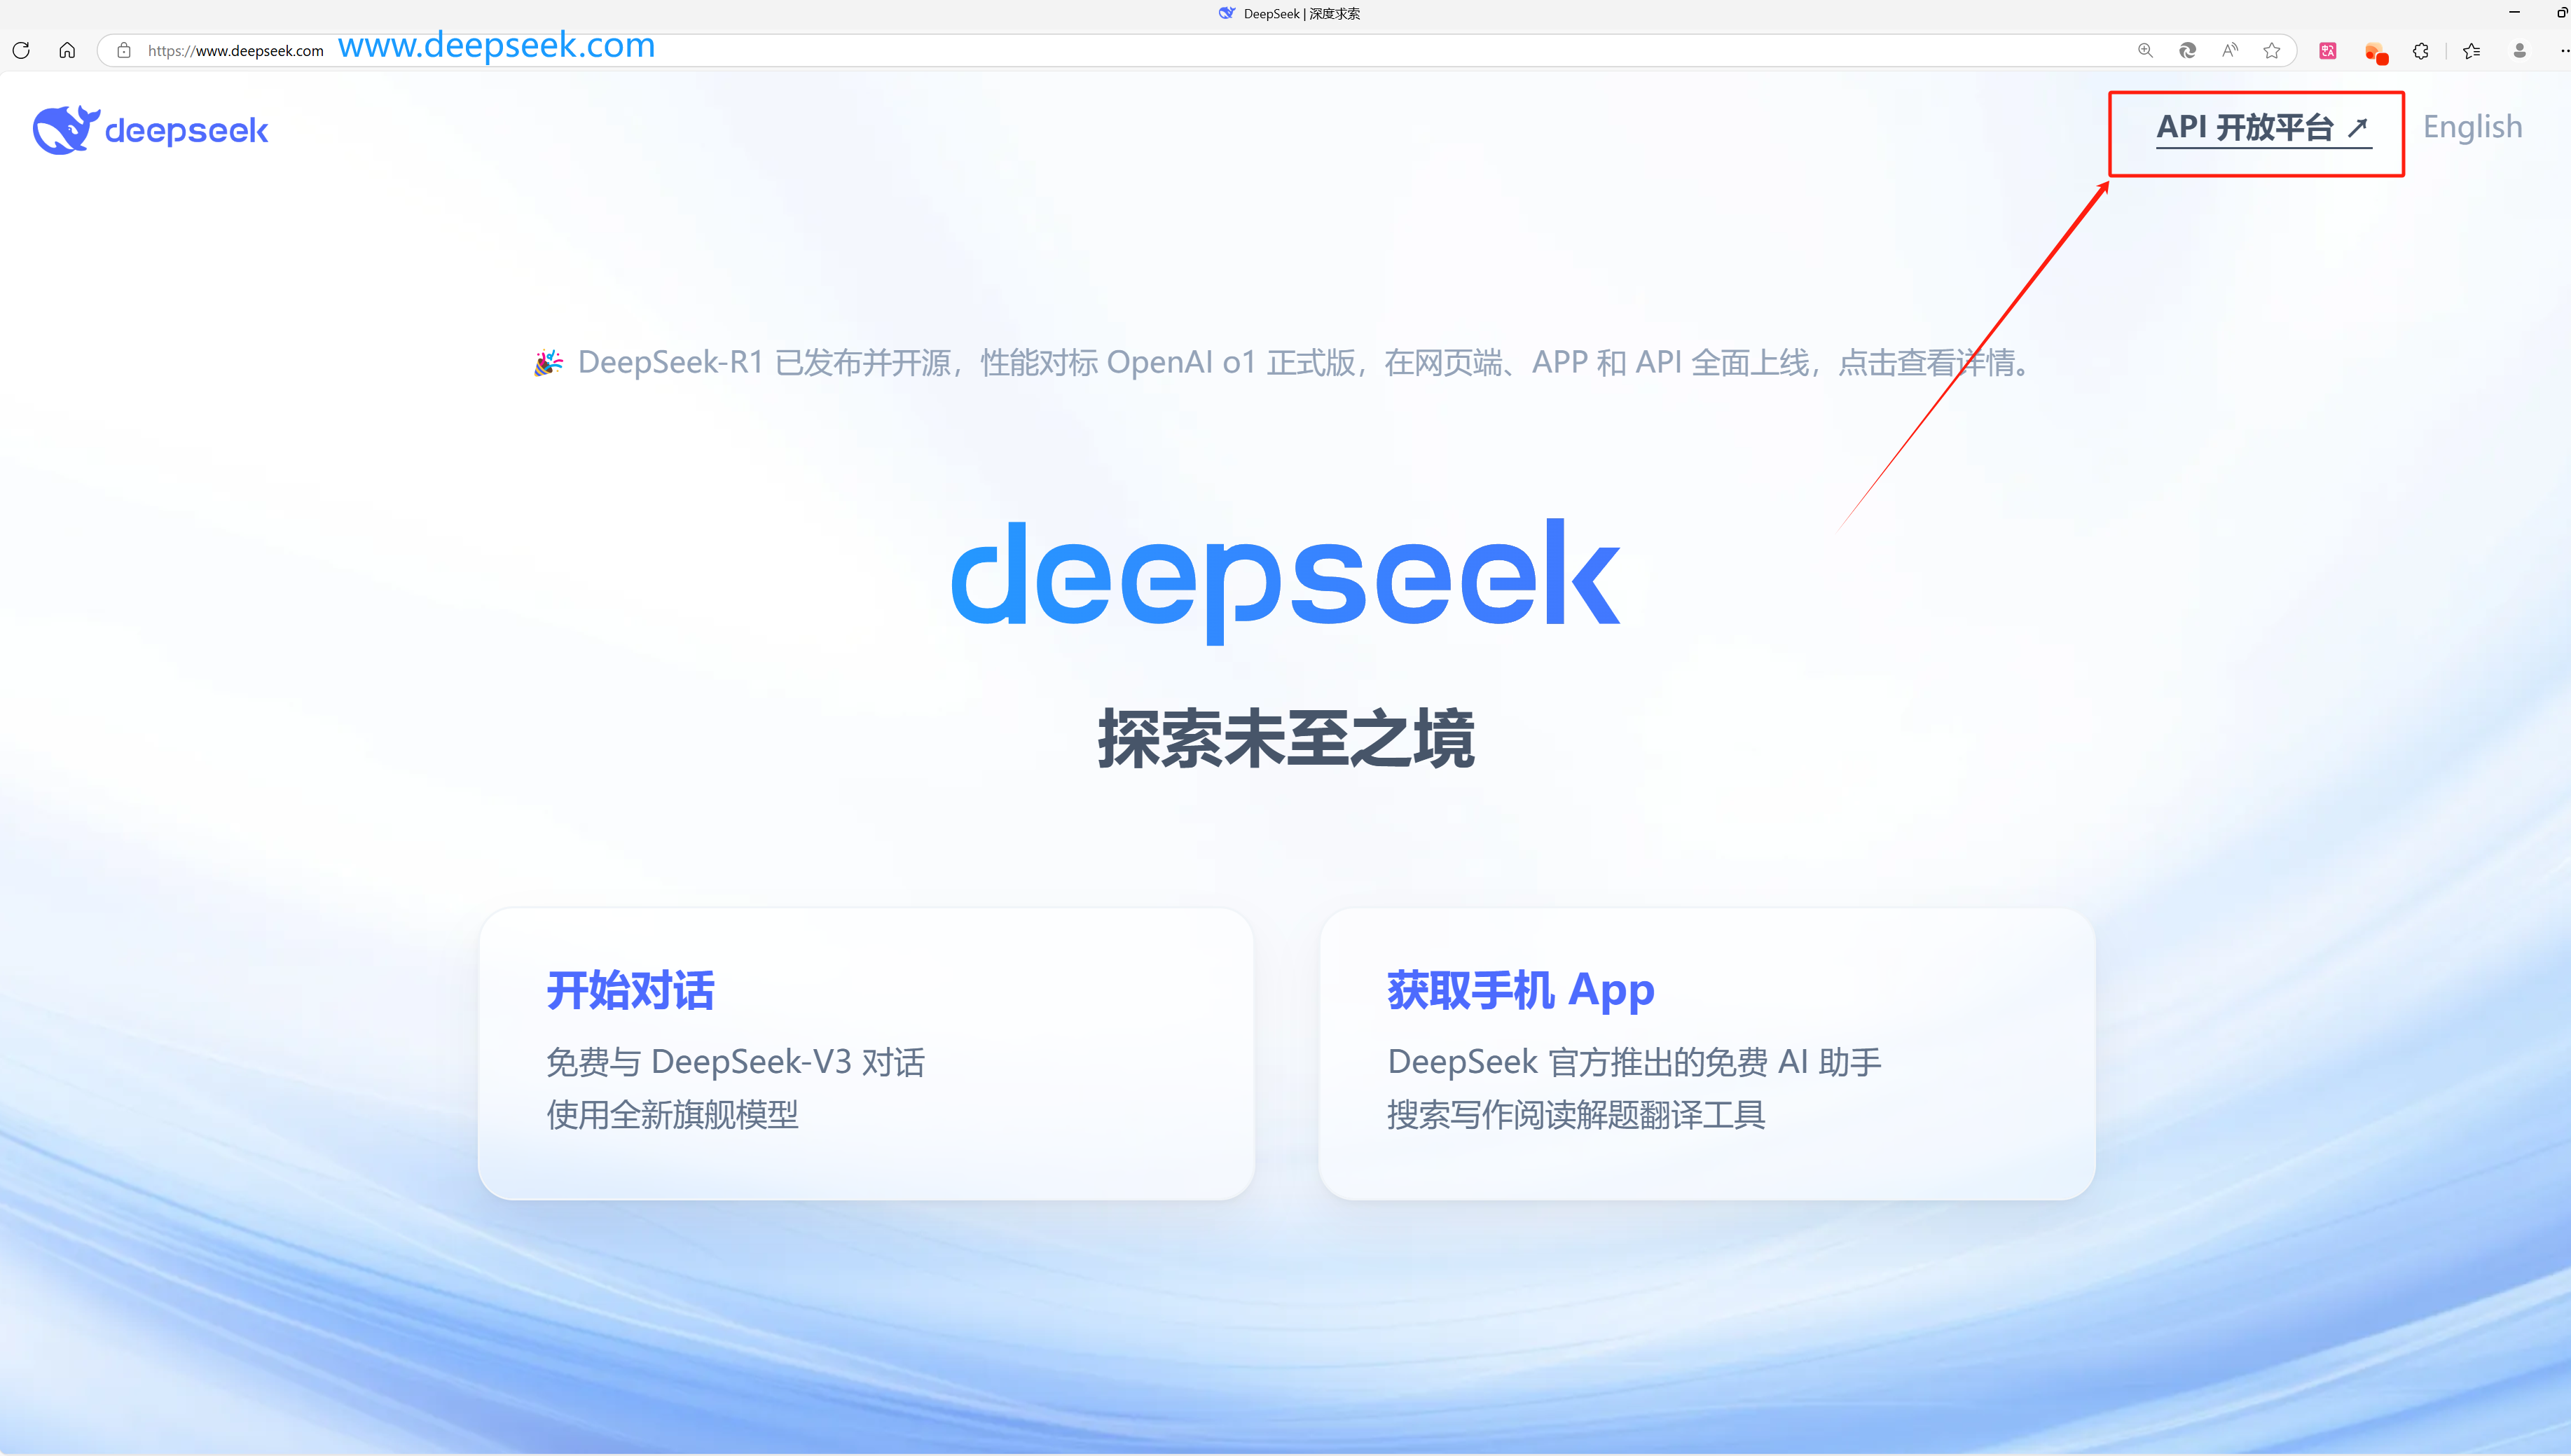 DeepSeek | 深度求索
https://www.deepseek.com www.deepseek.com
deepseek
API 开放平台 ↗ English
🎉 DeepSeek-R1 已发布并开源，性能对标 OpenAI o1 正式版，在网页端、APP 和 API 全面上线，点击查看详情。
deepseek
探索未至之境
开始对话
免费与 DeepSeek-V3 对话
使用全新旗舰模型
获取手机 App
DeepSeek 官方推出的免费 AI 助手
搜索写作阅读解题翻译工具